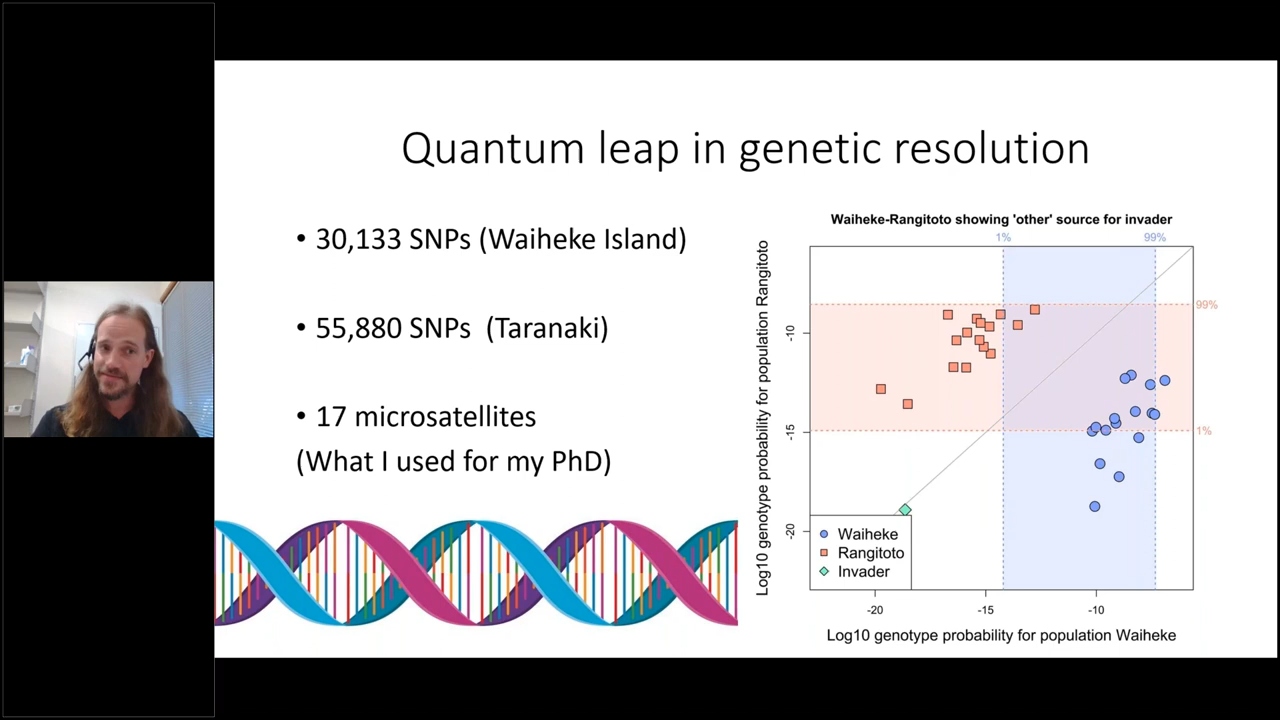 Quantum leap in genetic resolution
• 30,133 SNPs (Waiheke Island)
• 55,880 SNPs (Taranaki)
• 17 microsatellites
(What I used for my PhD)
Waiheke-Rangitoto showing 'other' source for invader
1%
99%
99%
1%
Log10 genotype probability for population Rangitoto
-10
-15
-20
Waiheke
Rangitoto
Invader
-20
-15
-10
Log10 genotype probability for population Waiheke